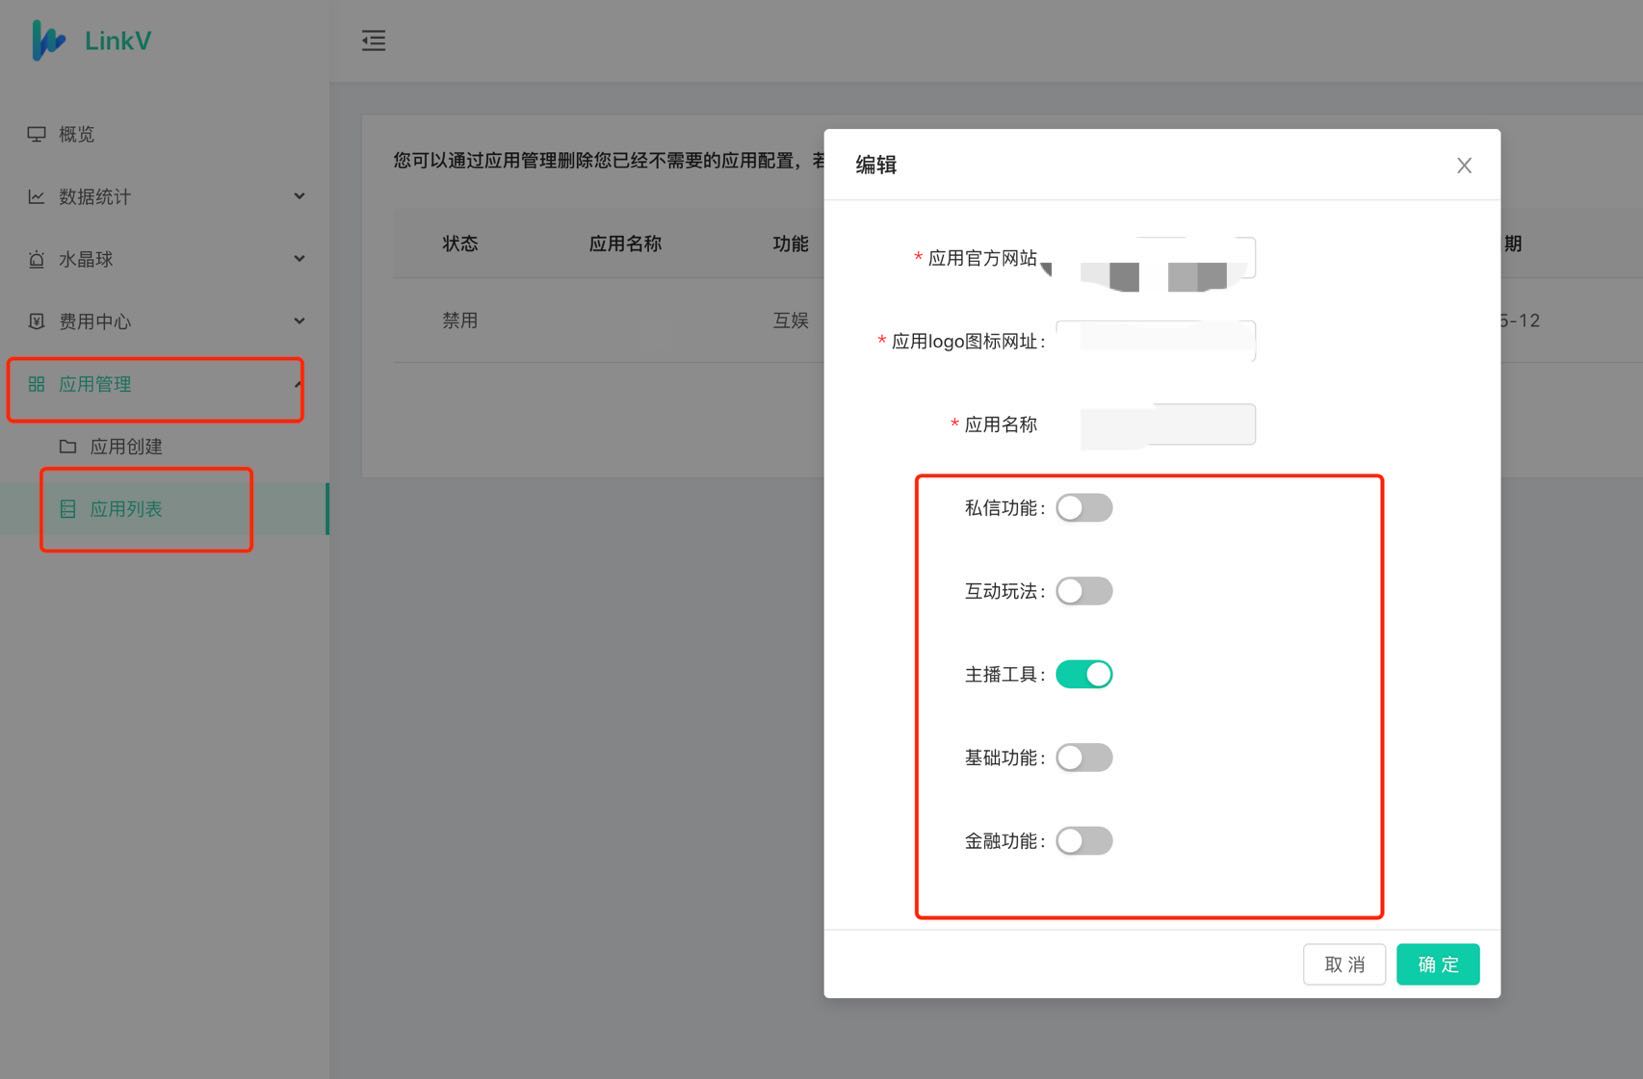 LinkV
概览
数据统计
水晶球
费用中心
应用管理
应用创建
应用列表
您可以通过应用管理删除您已经不需要的应用配置，若
状态 应用名称 功能 期
禁用 互娱 5-12
编辑
* 应用官方网站
* 应用logo图标网址:
* 应用名称
私信功能:
互动玩法:
主播工具:
基础功能:
金融功能:
取 消 确 定